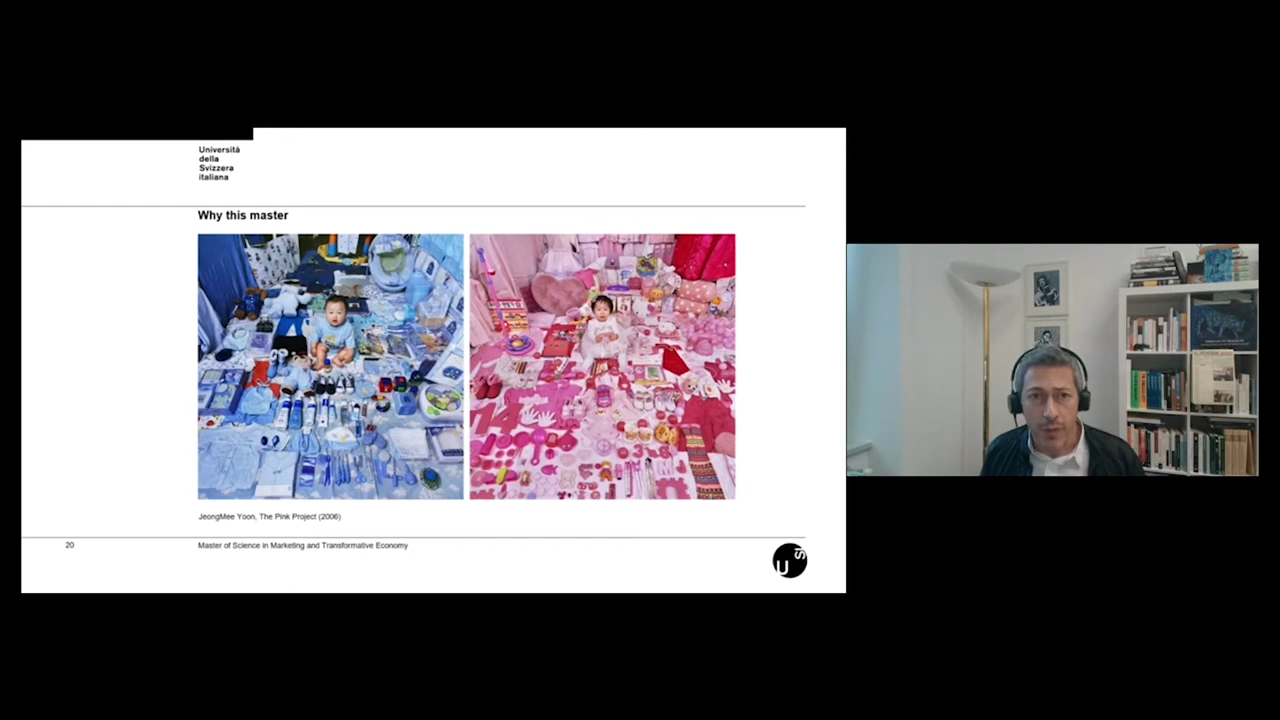 Università
della
Svizzera
italiana
Why this master
JeongMee Yoon, The Pink Project (2006)
20
Master of Science in Marketing and Transformative Economy
U SI